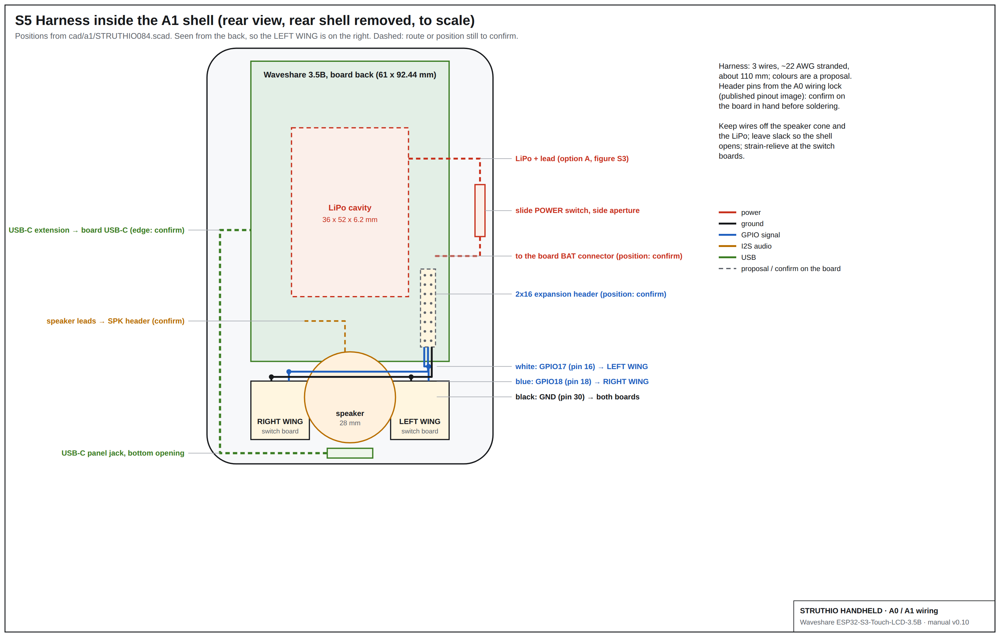 S5 Harness inside the A1 shell (rear view, rear shell removed, to scale)
Positions from cad/a1/STRUTHIO084.scad. Seen from the back, so the LEFT WING is on the right. Dashed: route or position still to confirm.
Waveshare 3.5B, board back (61 x 92.44 mm)
Harness: 3 wires, ~22 AWG stranded,
about 110 mm; colours are a proposal.
Header pins from the A0 wiring lock
(published pinout image): confirm on
the board in hand before soldering.
Keep wires off the speaker cone and
the LiPo; leave slack so the shell
opens; strain-relieve at the switch
boards.
LiPo + lead (option A, figure S3)
LiPo cavity
36 x 52 x 6.2 mm
slide POWER switch, side aperture
power
ground
GPIO signal
I2S audio
USB
proposal / confirm on the board
USB-C extension → board USB-C (edge: confirm)
to the board BAT connector (position: confirm)
2x16 expansion header (position: confirm)
speaker leads → SPK header (confirm)
white: GPIO17 (pin 16) → LEFT WING
blue: GPIO18 (pin 18) → RIGHT WING
black: GND (pin 30) → both boards
speaker
28 mm
RIGHT WING
switch board
LEFT WING
switch board
USB-C panel jack, bottom opening
STRUTHIO HANDHELD · A0 / A1 wiring
Waveshare ESP32-S3-Touch-LCD-3.5B · manual v0.10